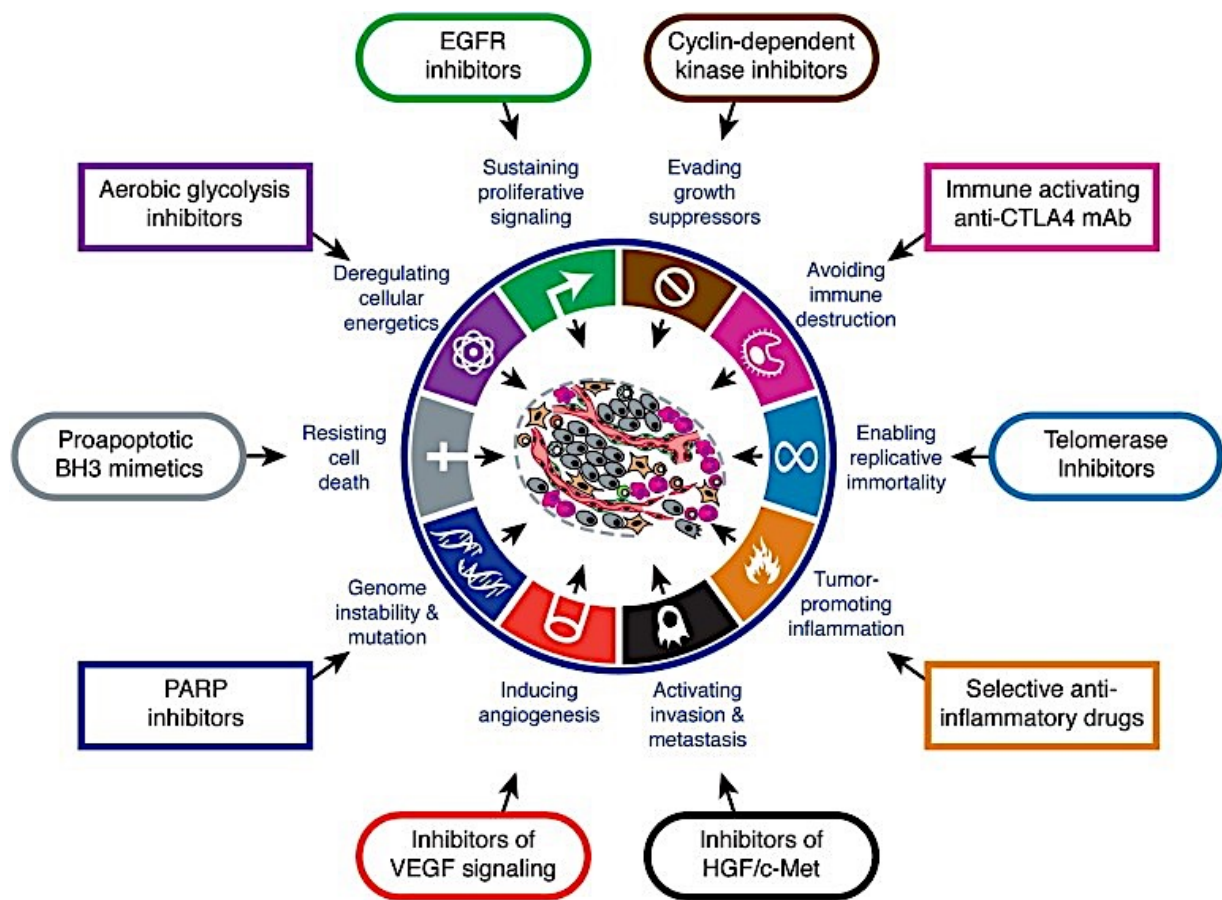 EGFR
inhibitors
Cyclin-dependent
kinase inhibitors
Sustaining
proliferative
signaling
Evading
growth
suppressors
Aerobic glycolysis
inhibitors
Immune activating
anti-CTLA4 mAb
Deregulating
cellular
energetics
Avoiding
immune
destruction
Proapoptotic
BH3 mimetics
Resisting
cell
death
Enabling
replicative
immortality
Telomerase
Inhibitors
Genome
instability &
mutation
Tumor-
promoting
inflammation
PARP
inhibitors
Inducing
angiogenesis
Activating
invasion &
metastasis
Selective anti-
inflammatory drugs
Inhibitors of
VEGF signaling
Inhibitors of
HGF/c-Met